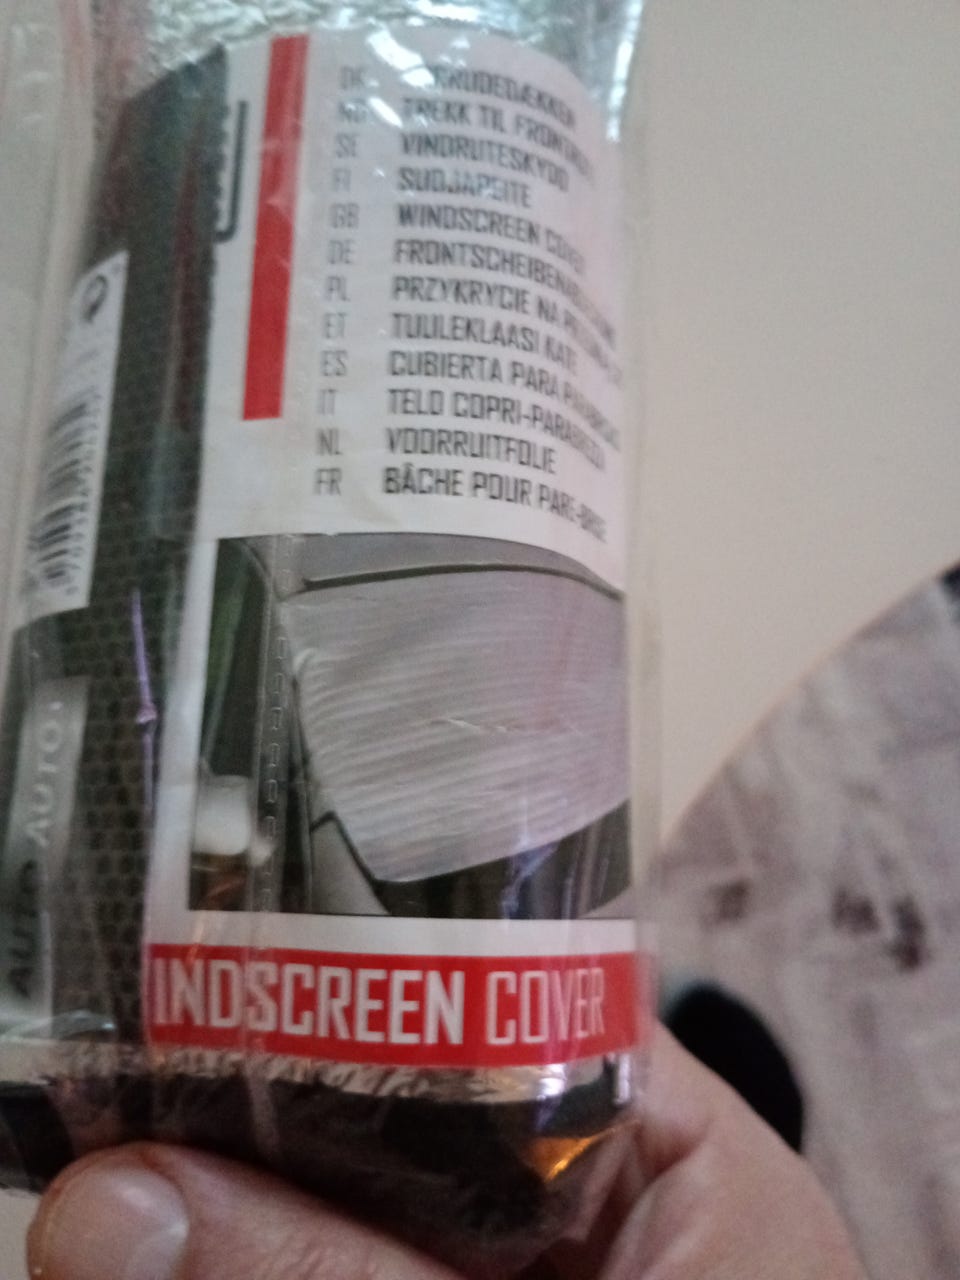 DK
NO TREKK TIL
SE VINDRUTESKYDD
FI SUOJAPEITE
GB WINDSCREEN COVER
DE
PL PRZYKRYCIE NA
ET TUULEKLAASI KATE
ES CUBIERTA PARA
IT TELO COPRI-PARABREZZA
NL VOORRUITFOLIE
FR BÂCHE POUR PARE-BRISE
INDSCREEN COVER
AUTO